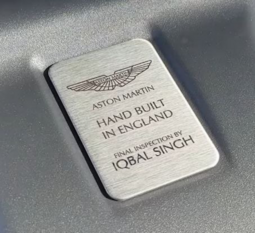 ASTON MARTIN
HAND BUILT
IN ENGLAND
FINAL INSPECTION BY
IQBAL SINGH